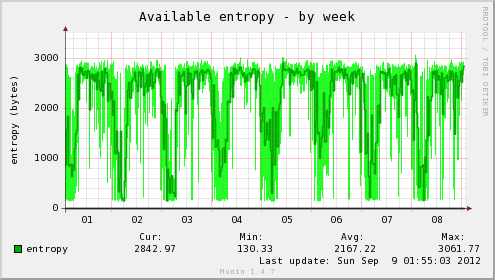 Available entropy - by week
RRDTOOL / TOBI OETIKER
entropy (bytes)
3000
2000
1000
0
01 02 03 04 05 06 07 08
Cur: Min: Avg: Max:
entropy 2842.97 130.33 2167.22 3061.77
Last update: Sun Sep 9 01:55:03 2012
Munin 1.4.7